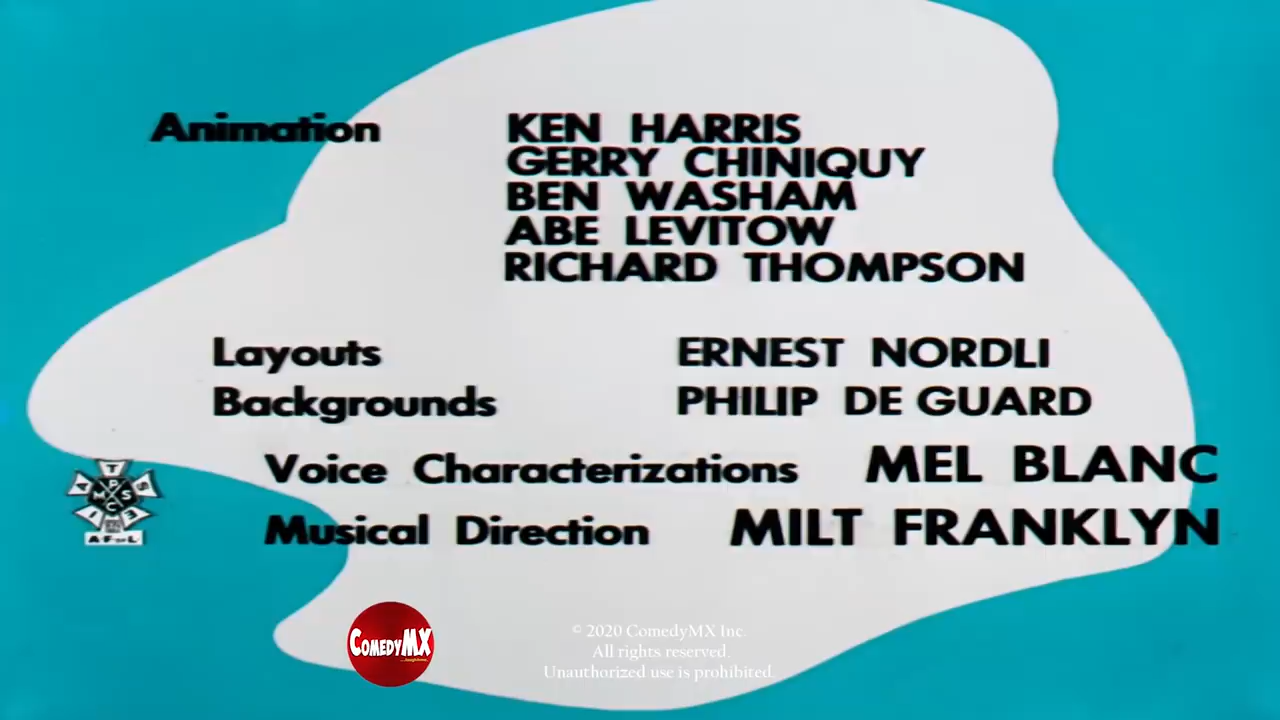 Animation KEN HARRIS
GERRY CHINIQUY
BEN WASHAM
ABE LEVITOW
RICHARD THOMPSON
Layouts ERNEST NORDLI
Backgrounds PHILIP DE GUARD
Voice Characterizations MEL BLANC
Musical Direction MILT FRANKLYN
A F of L
COMEDYMX
© 2020 ComedyMX Inc.
All rights reserved.
Unauthorized use is prohibited.